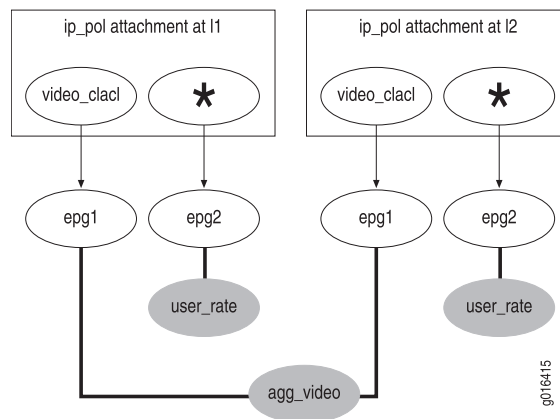 ip_pol attachment at l1
ip_pol attachment at l2
video_clacl
*
video_clacl
*
epg1
epg2
epg1
epg2
user_rate
user_rate
agg_video
g016415